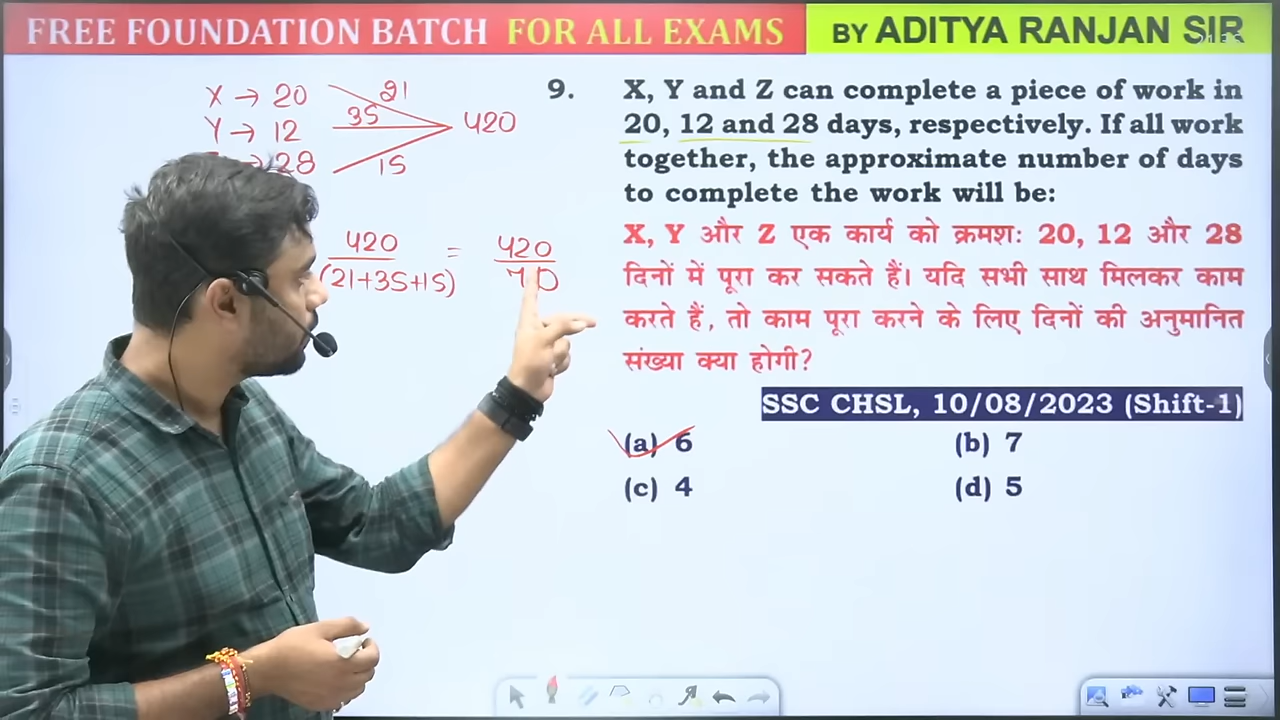 FREE FOUNDATION BATCH FOR ALL EXAMS BY ADITYA RANJAN SIR
X → 20 21
Y → 12 35 420
28 15
420 = 420
(21+35+15) 70
9. X, Y and Z can complete a piece of work in
20, 12 and 28 days, respectively. If all work
together, the approximate number of days
to complete the work will be:
X, Y और Z एक कार्य को क्रमशः 20, 12 और 28
दिनों में पूरा कर सकते हैं। यदि सभी साथ मिलकर काम
करते हैं, तो काम पूरा करने के लिए दिनों की अनुमानित
संख्या क्या होगी?
SSC CHSL, 10/08/2023 (Shift-1)
(a) 6 (b) 7
(c) 4 (d) 5